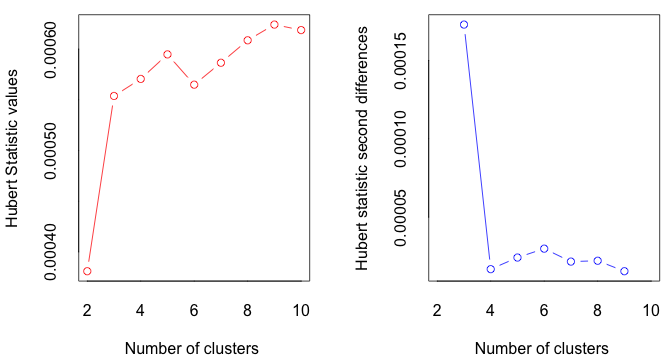 Hubert Statistic values
0.00060
0.00050
0.00040
2 4 6 8 10
Number of clusters
Hubert statistic second differences
0.00015
0.00010
0.00005
2 4 6 8 10
Number of clusters